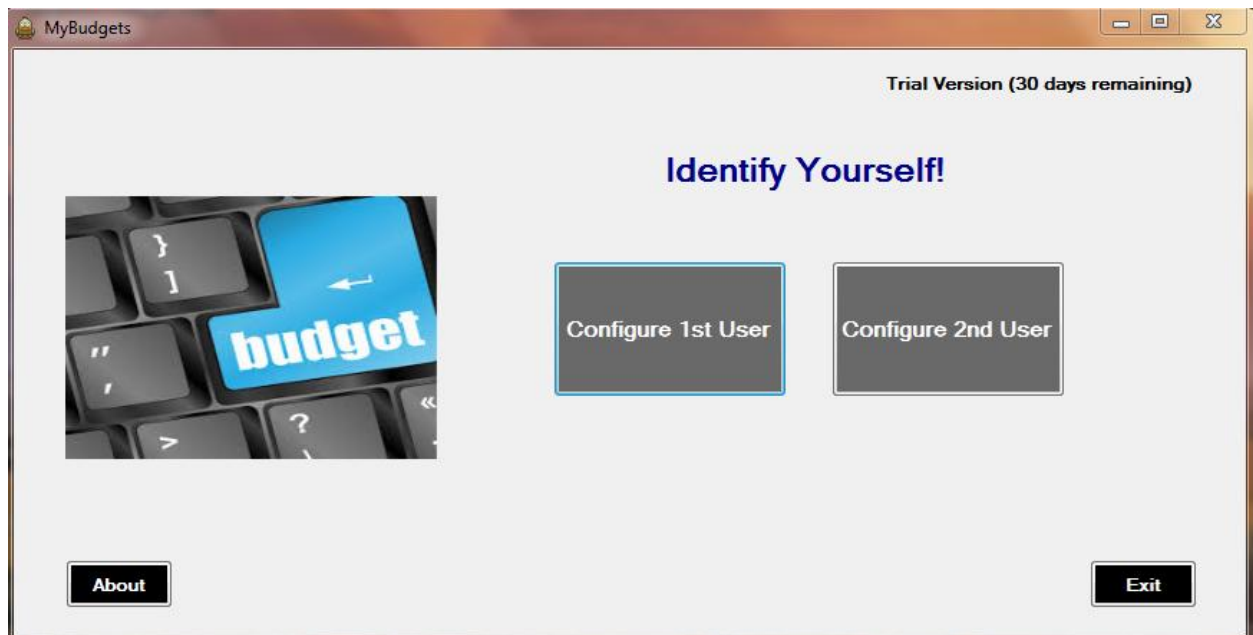 MyBudgets
Trial Version (30 days remaining)
Identify Yourself!
}
]
budget
"
,
>
?
«
Configure 1st User
Configure 2nd User
About
Exit